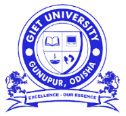 GIET UNIVERSITY
GUNUPUR, ODISHA
EXCELLENCE - OUR ESSENCE